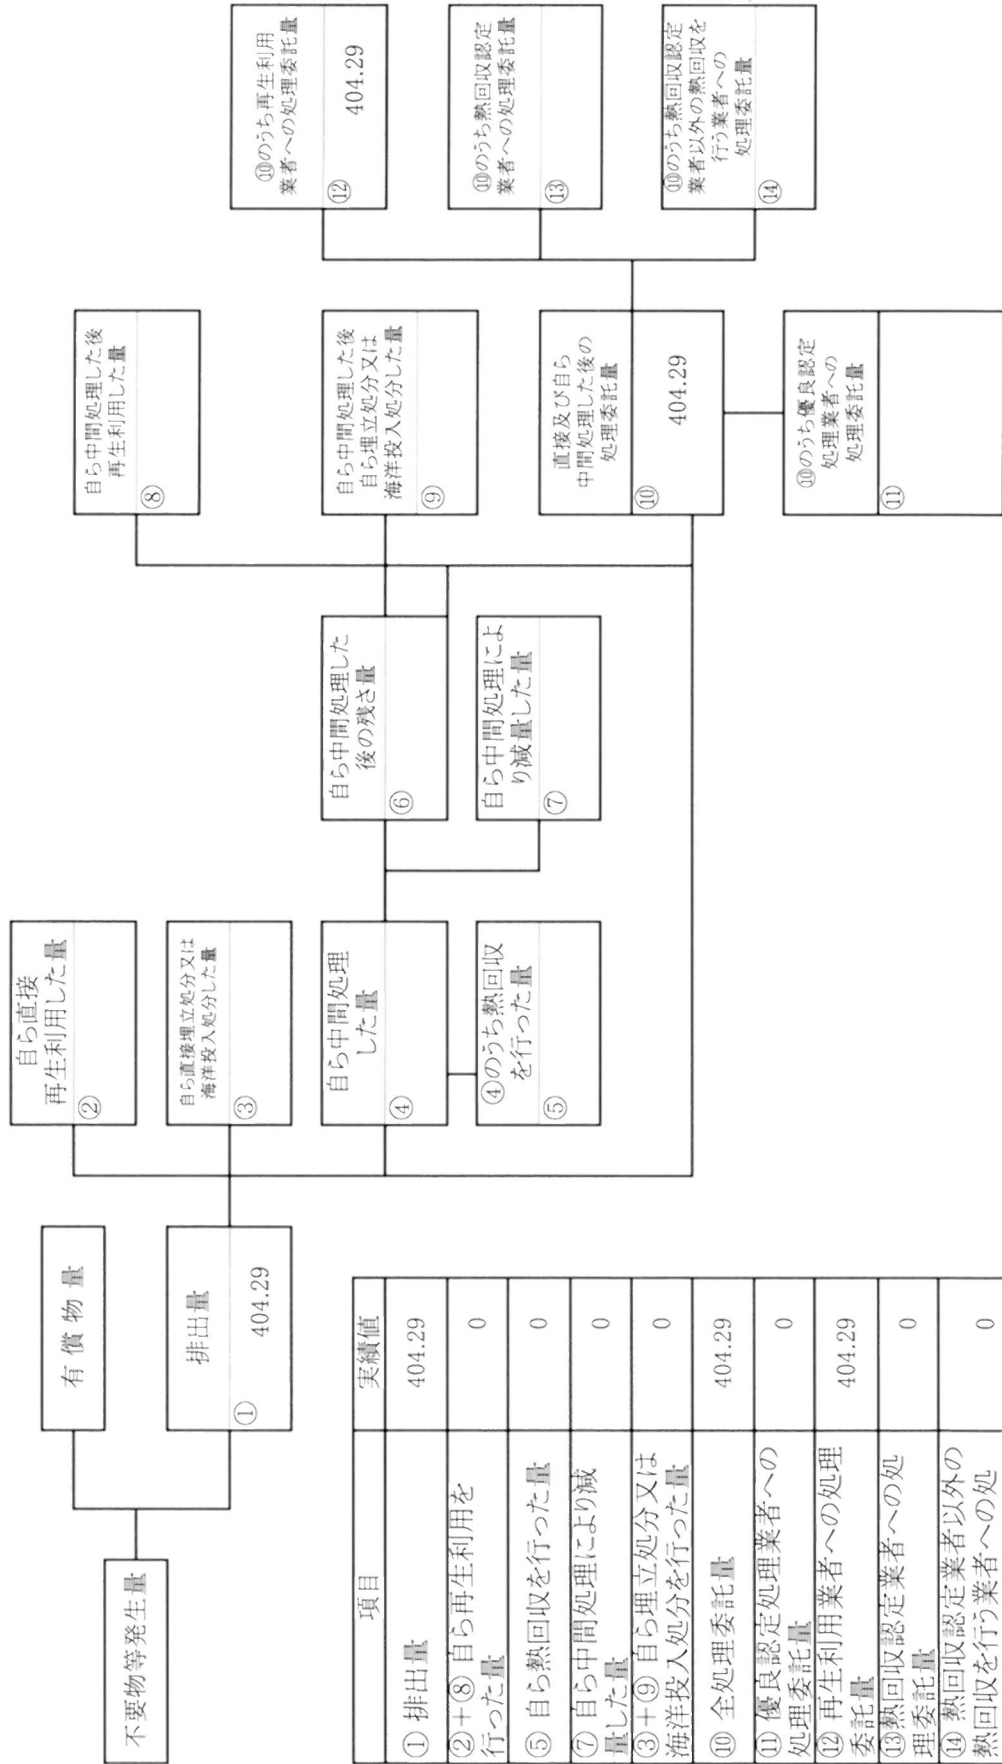 不要物等発生量
有償物量
排出量
①
404.29
自ら直接
再生利用した量
②
自ら直接埋立処分又は
海洋投入処分した量
③
自ら中間処理
した量
④
④のうち熱回収
を行った量
⑤
自ら中間処理した
後の残さ量
⑥
自ら中間処理によ
り減量した量
⑦
自ら中間処理した後
再生利用した量
⑧
自ら中間処理した後
自ら埋立処分又は
海洋投入処分した量
⑨
直接及び自ら
中間処理した後の
処理委託量
⑩
404.29
⑩のうち優良認定
処理業者への
処理委託量
⑪
⑩のうち再生利用
業者への処理委託量
⑫
404.29
⑩のうち熱回収認定
業者への処理委託量
⑬
⑩のうち熱回収認定
業者以外の熱回収を
行う業者への
処理委託量
⑭
項目 実績値
① 排出量 404.29
②+⑧ 自ら再生利用を
行った量 0
⑤ 自ら熱回収を行った量 0
⑦ 自ら中間処理により減
量した量 0
③+⑨ 自ら埋立処分又は
海洋投入処分を行った量 0
⑩ 全処理委託量 404.29
⑪ 優良認定処理業者への
処理委託量 0
⑫ 再生利用業者への処理
委託量 404.29
⑬熱回収認定業者への処
理委託量 0
⑭ 熱回収認定業者以外の
熱回収を行う業者への処 0